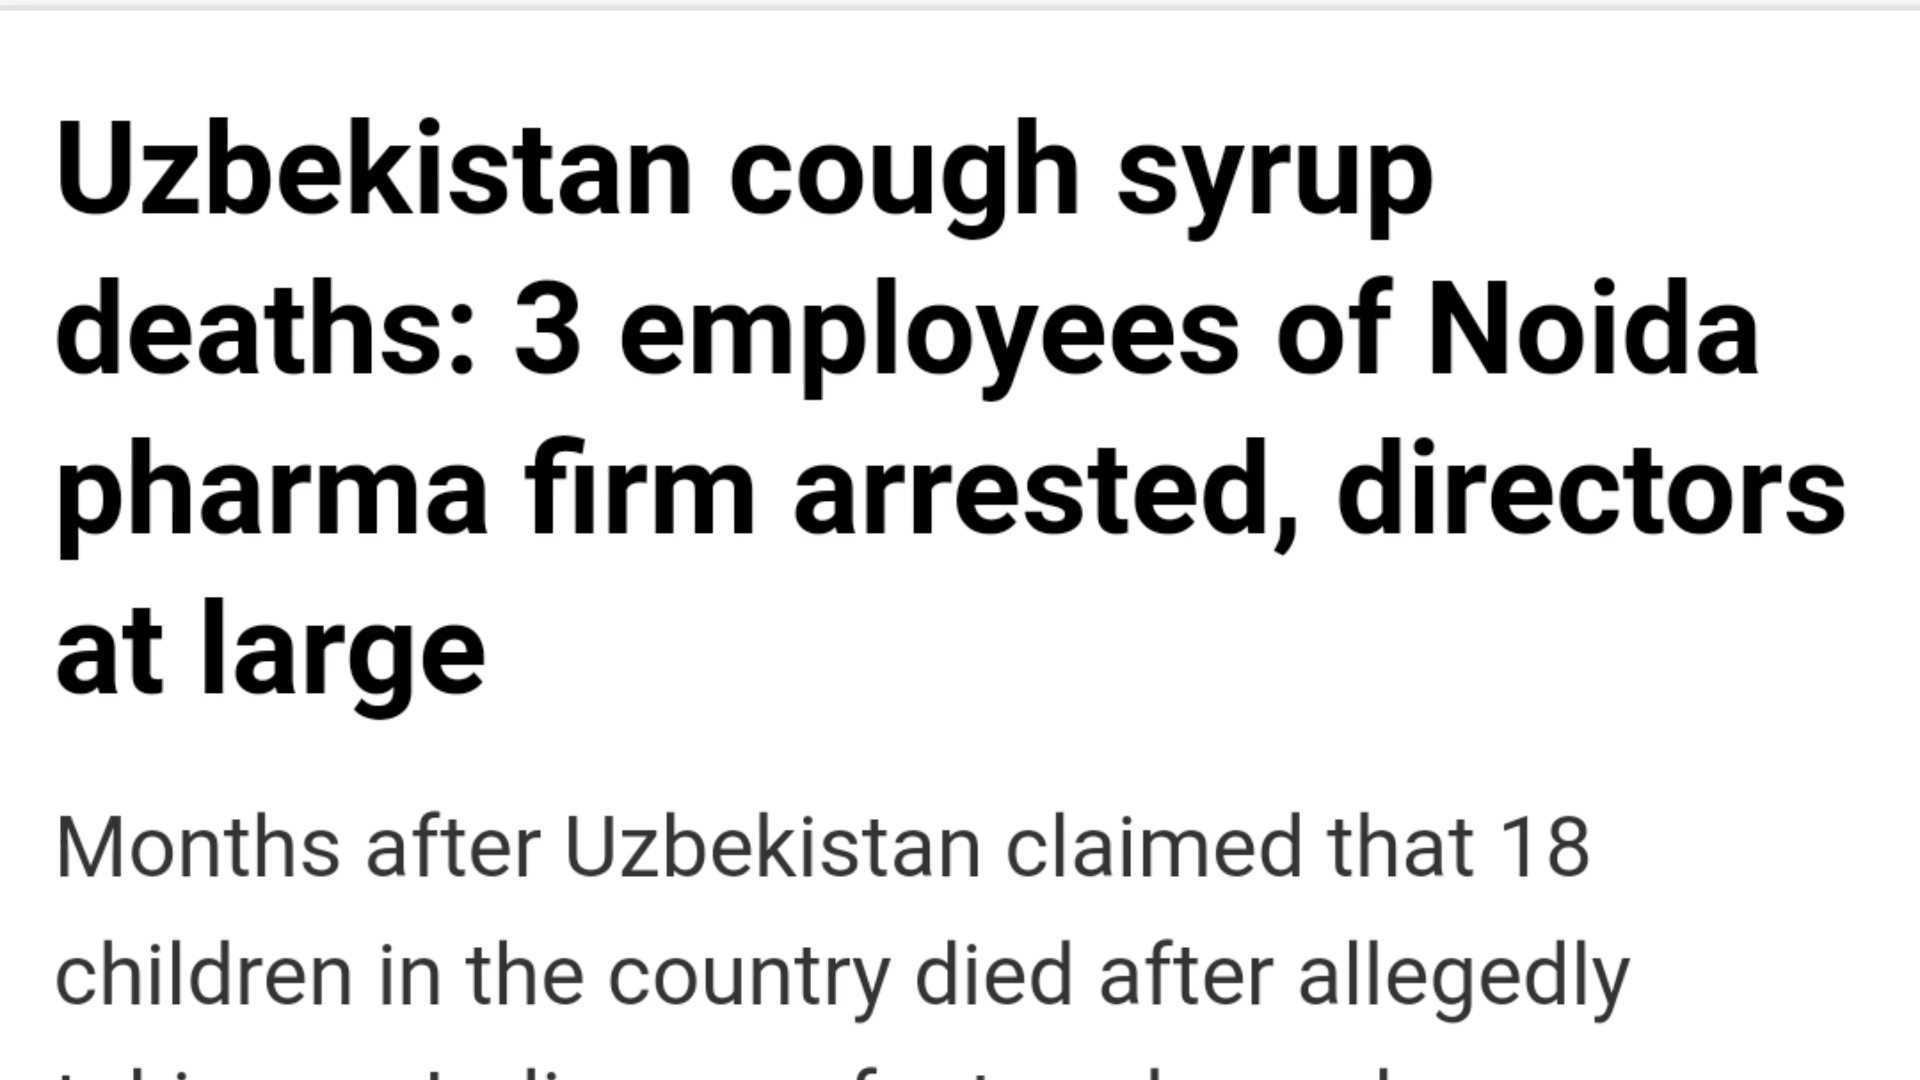 Uzbekistan cough syrup
deaths: 3 employees of Noida
pharma firm arrested, directors
at large
Months after Uzbekistan claimed that 18
children in the country died after allegedly